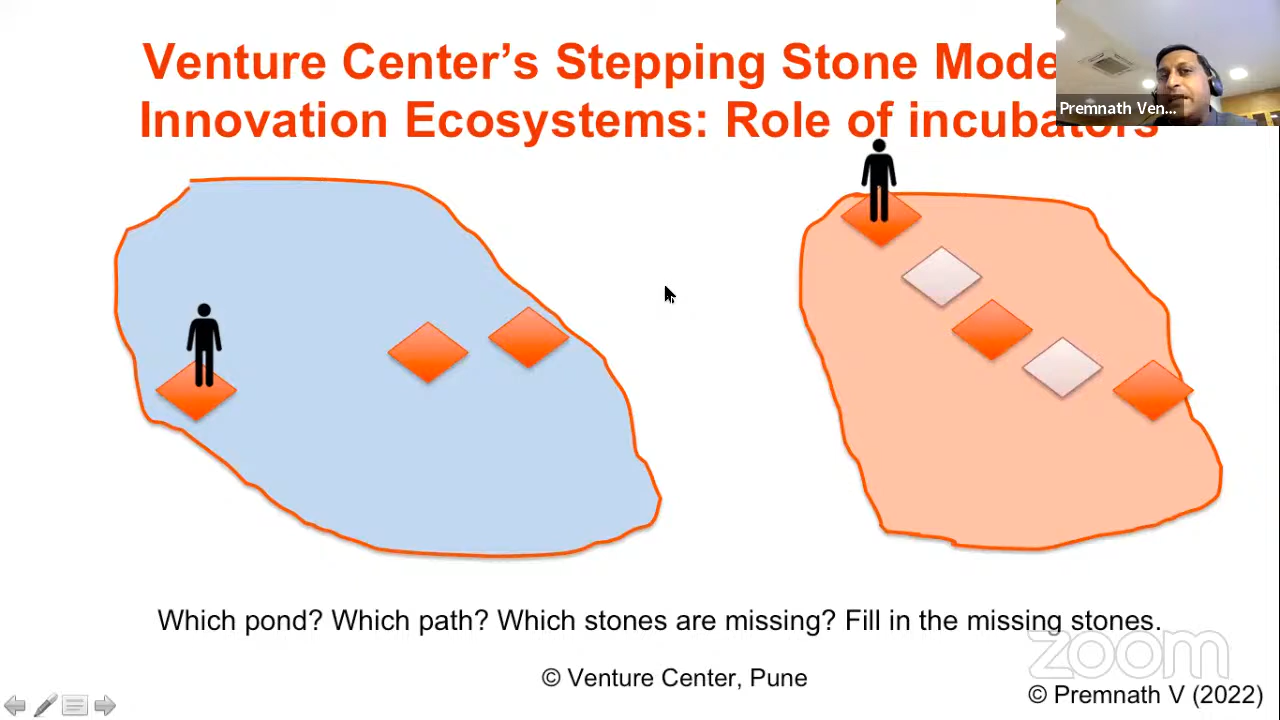 Venture Center's Stepping Stone Mode
Innovation Ecosystems: Role of incubators
Premnath Ven...
Which pond? Which path? Which stones are missing? Fill in the missing stones.
zoom
© Venture Center, Pune
© Premnath V (2022)